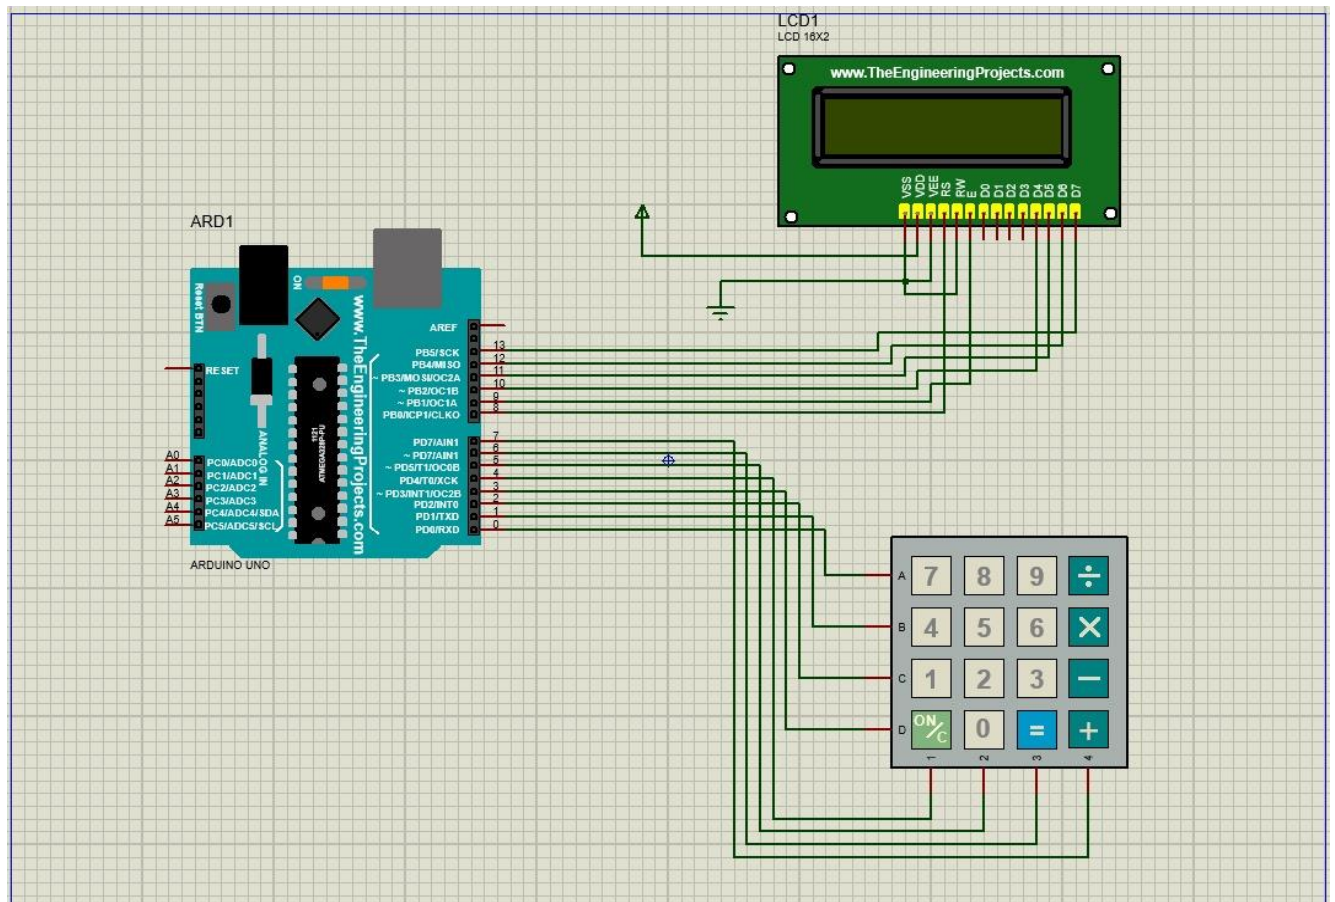 LCD1
LCD 16X2
www.TheEngineeringProjects.com
VSS
VDD
VEE
RS
RW
E
D0
D1
D2
D3
D4
D5
D6
D7
ARD1
Reset BTN
ON
www.TheEngineeringProjects.com
AREF
13
PB5/SCK
12
PB4/MISO
11
~ PB3/MOSI/OC2A
10
~ PB2/OC1B
9
~ PB1/OC1A
8
PB0/ICP1/CLKO
RESET
1121
ATMEGA328P-PU
ANALOG IN
7
PD7/AIN1
6
~ PD7/AIN1
5
~ PD5/T1/OC0B
4
PD4/T0/XCK
3
~ PD3/INT1/OC2B
2
PD2/INT0
1
PD1/TXD
0
PD0/RXD
A0
PC0/ADC0
A1
PC1/ADC1
A2
PC2/ADC2
A3
PC3/ADC3
A4
PC4/ADC4/SDA
A5
PC5/ADC5/SCL
ARDUINO UNO
A 7 8 9 ÷
B 4 5 6 ×
C 1 2 3 −
D ON/C 0 = +
1 2 3 4